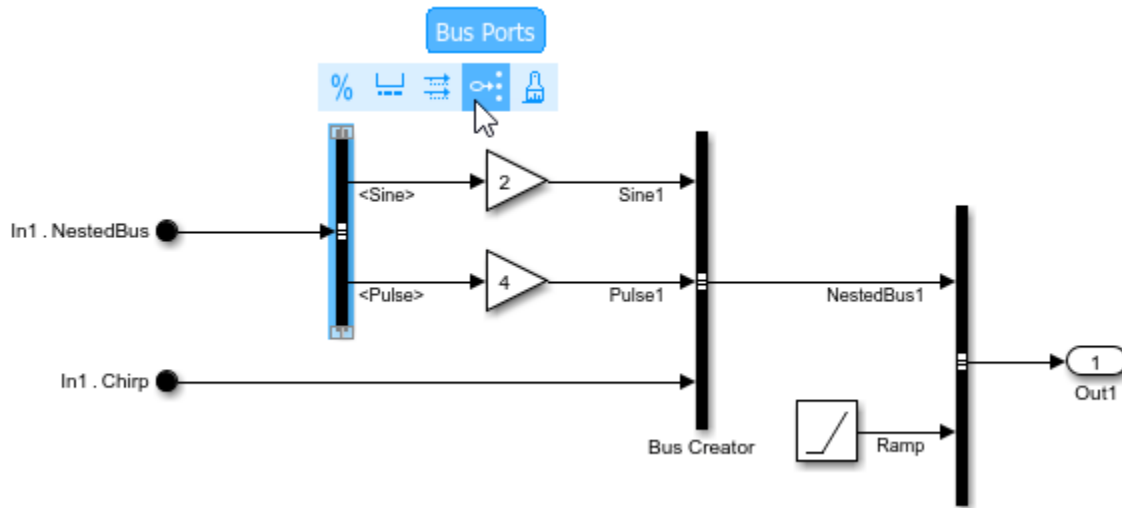 Bus Ports
%
<Sine>
2
Sine1
In1 . NestedBus
<Pulse>
4
Pulse1
NestedBus1
In1 . Chirp
1
Out1
Bus Creator
Ramp